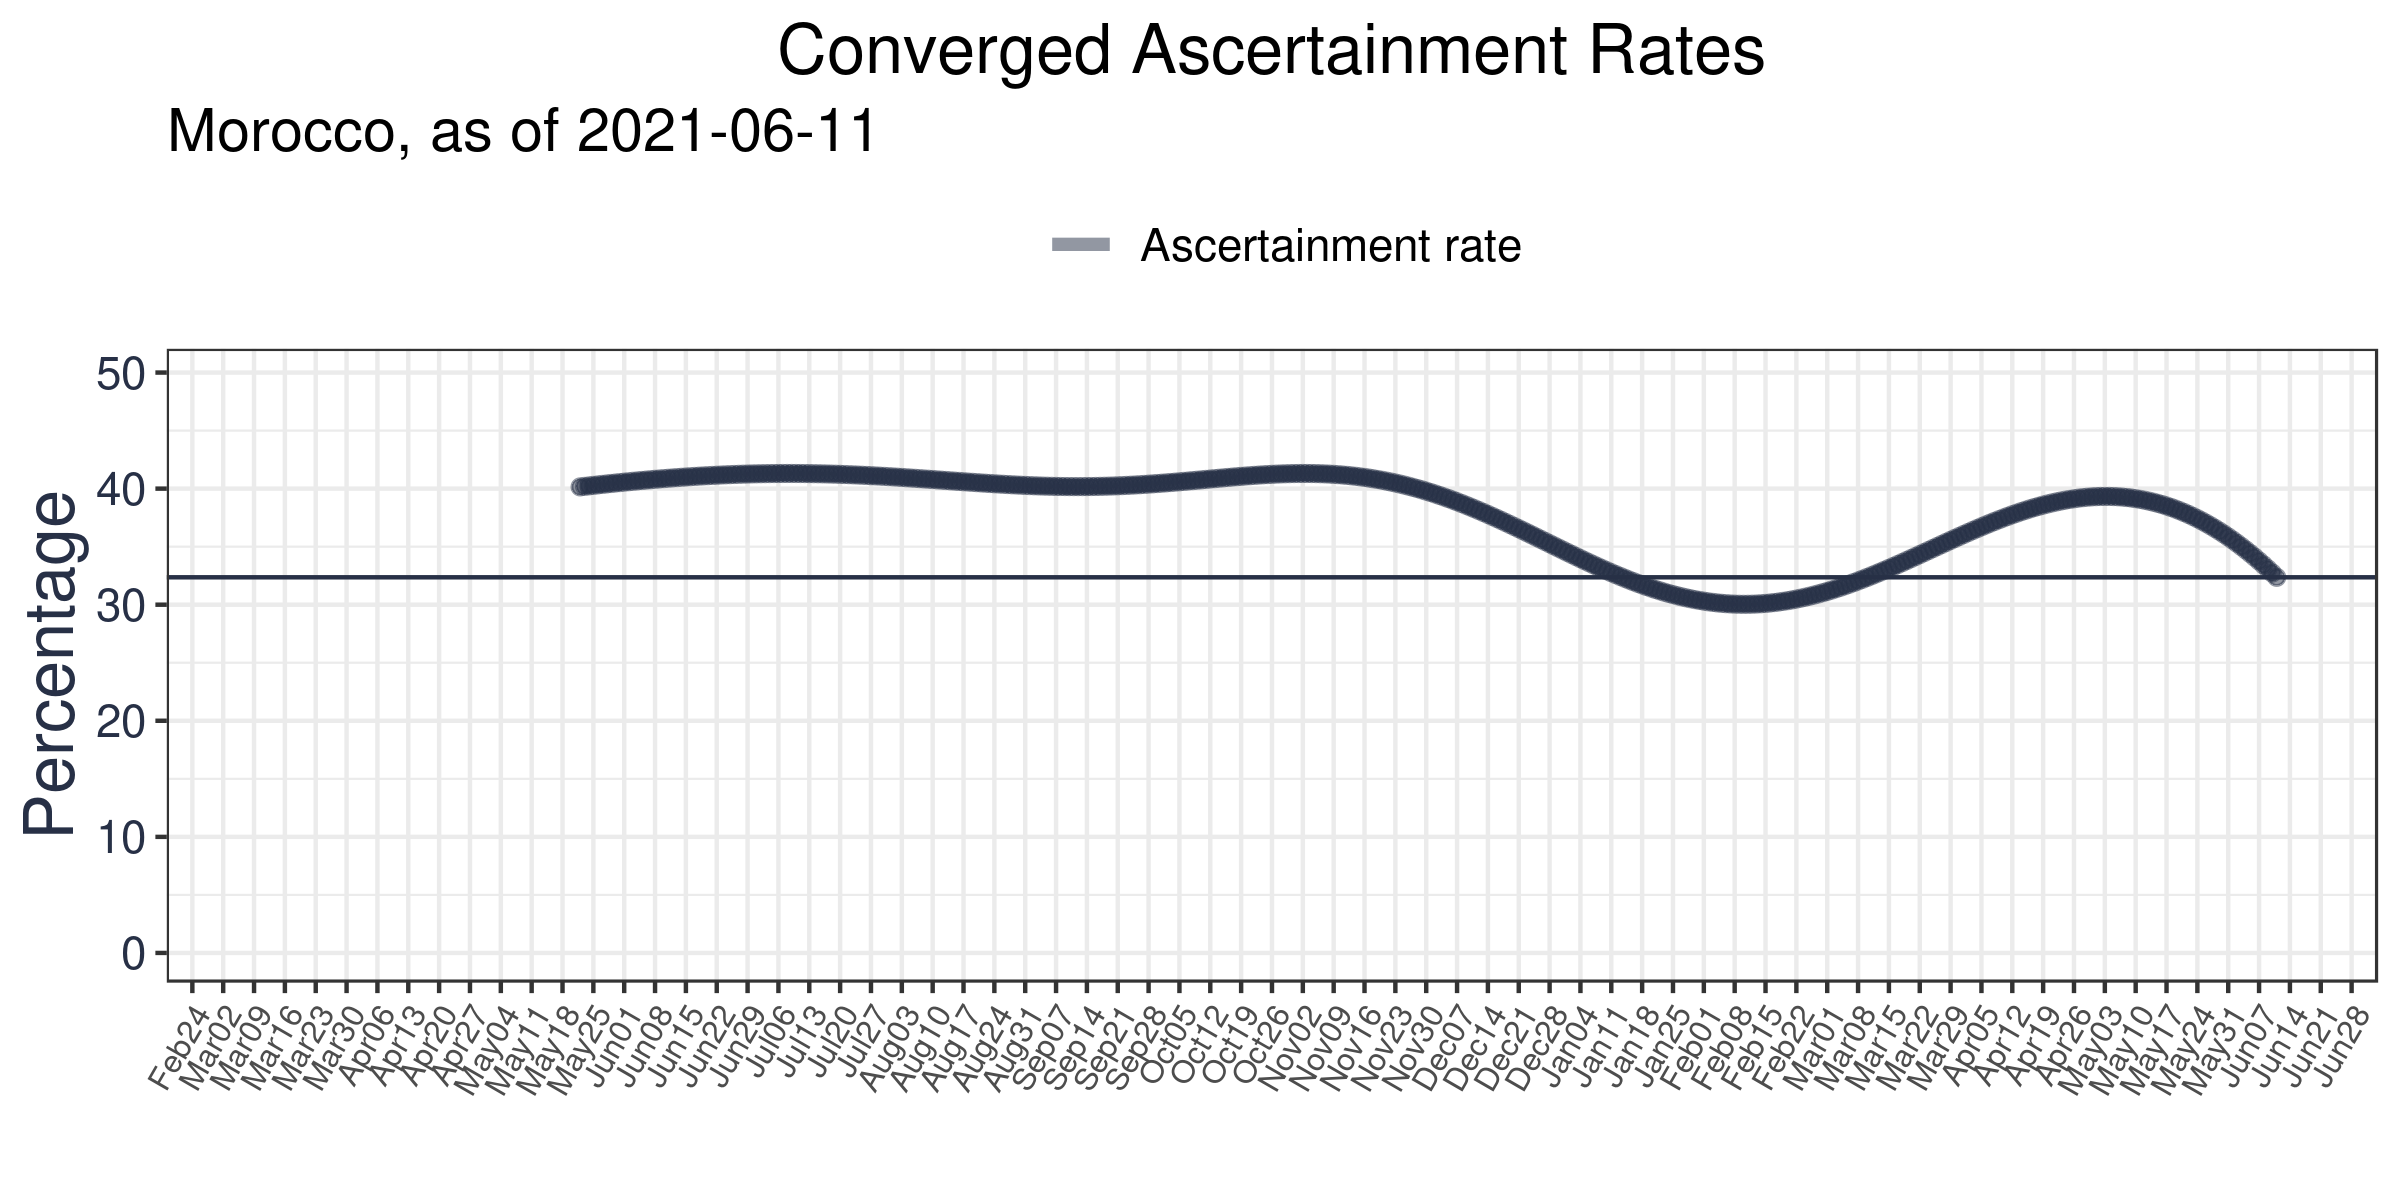 Converged Ascertainment Rates
Morocco, as of 2021-06-11
Ascertainment rate
Percentage
50
40
30
20
10
0
Feb24 Mar02 Mar09 Mar16 Mar23 Mar30 Apr06 Apr13 Apr20 Apr27 May04 May11 May18 May25 Jun01 Jun08 Jun15 Jun22 Jun29 Jul06 Jul13 Jul20 Jul27 Aug03 Aug10 Aug17 Aug24 Aug31 Sep07 Sep14 Sep21 Sep28 Oct05 Oct12 Oct19 Oct26 Nov02 Nov09 Nov16 Nov23 Nov30 Dec07 Dec14 Dec21 Dec28 Jan04 Jan11 Jan18 Jan25 Feb01 Feb08 Feb15 Feb22 Mar01 Mar08 Mar15 Mar22 Mar29 Apr05 Apr12 Apr19 Apr26 May03 May10 May17 May24 May31 Jun07 Jun14 Jun21 Jun28